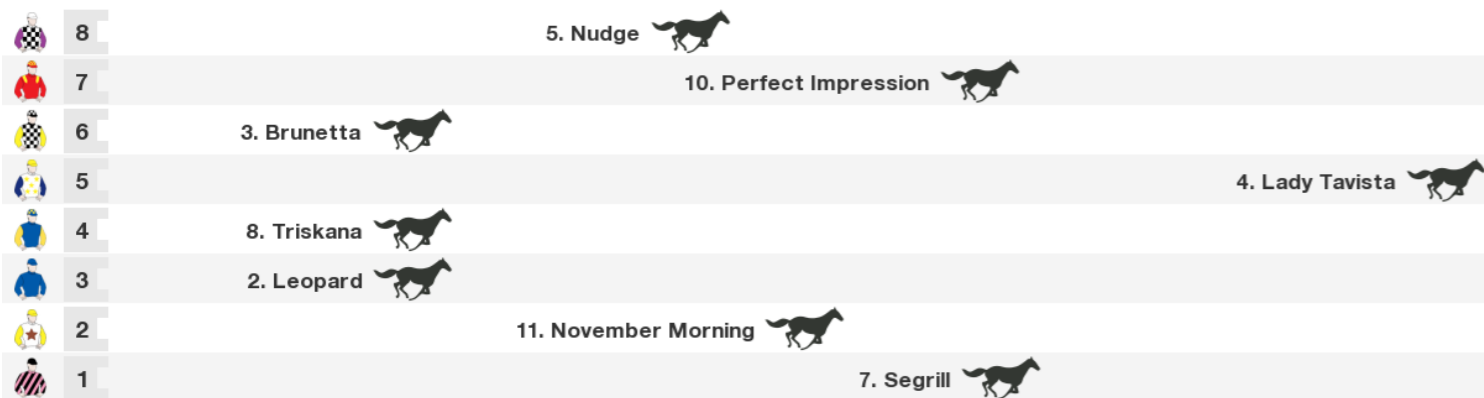 8 5. Nudge
7 10. Perfect Impression
6 3. Brunetta
5 4. Lady Tavista
4 8. Triskana
3 2. Leopard
2 11. November Morning
1 7. Segrill